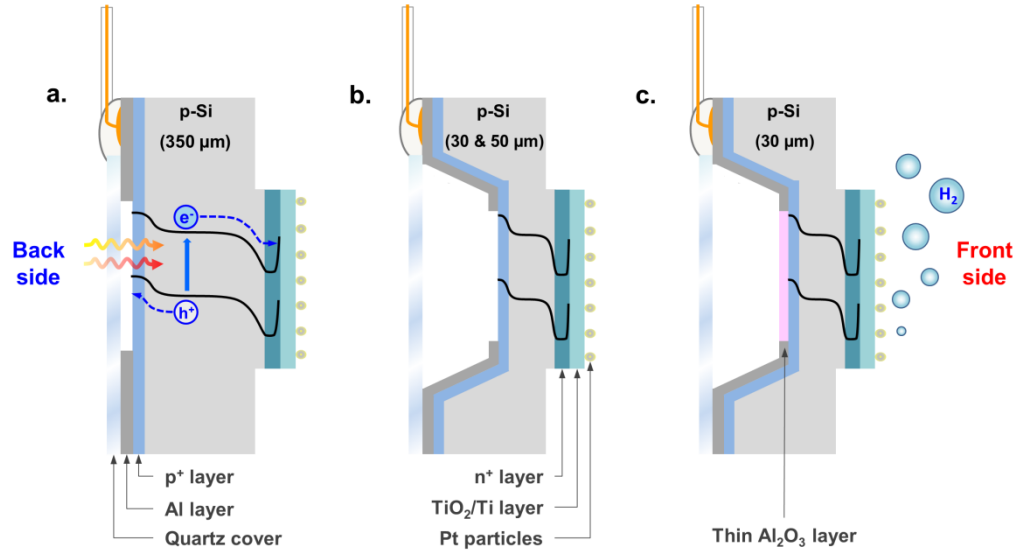 a.
p-Si
(350 µm)
e⁻
h⁺
Back
side
b.
p-Si
(30 & 50 µm)
c.
p-Si
(30 µm)
H₂
Front
side
p⁺ layer
Al layer
Quartz cover
n⁺ layer
TiO₂/Ti layer
Pt particles
Thin Al₂O₃ layer